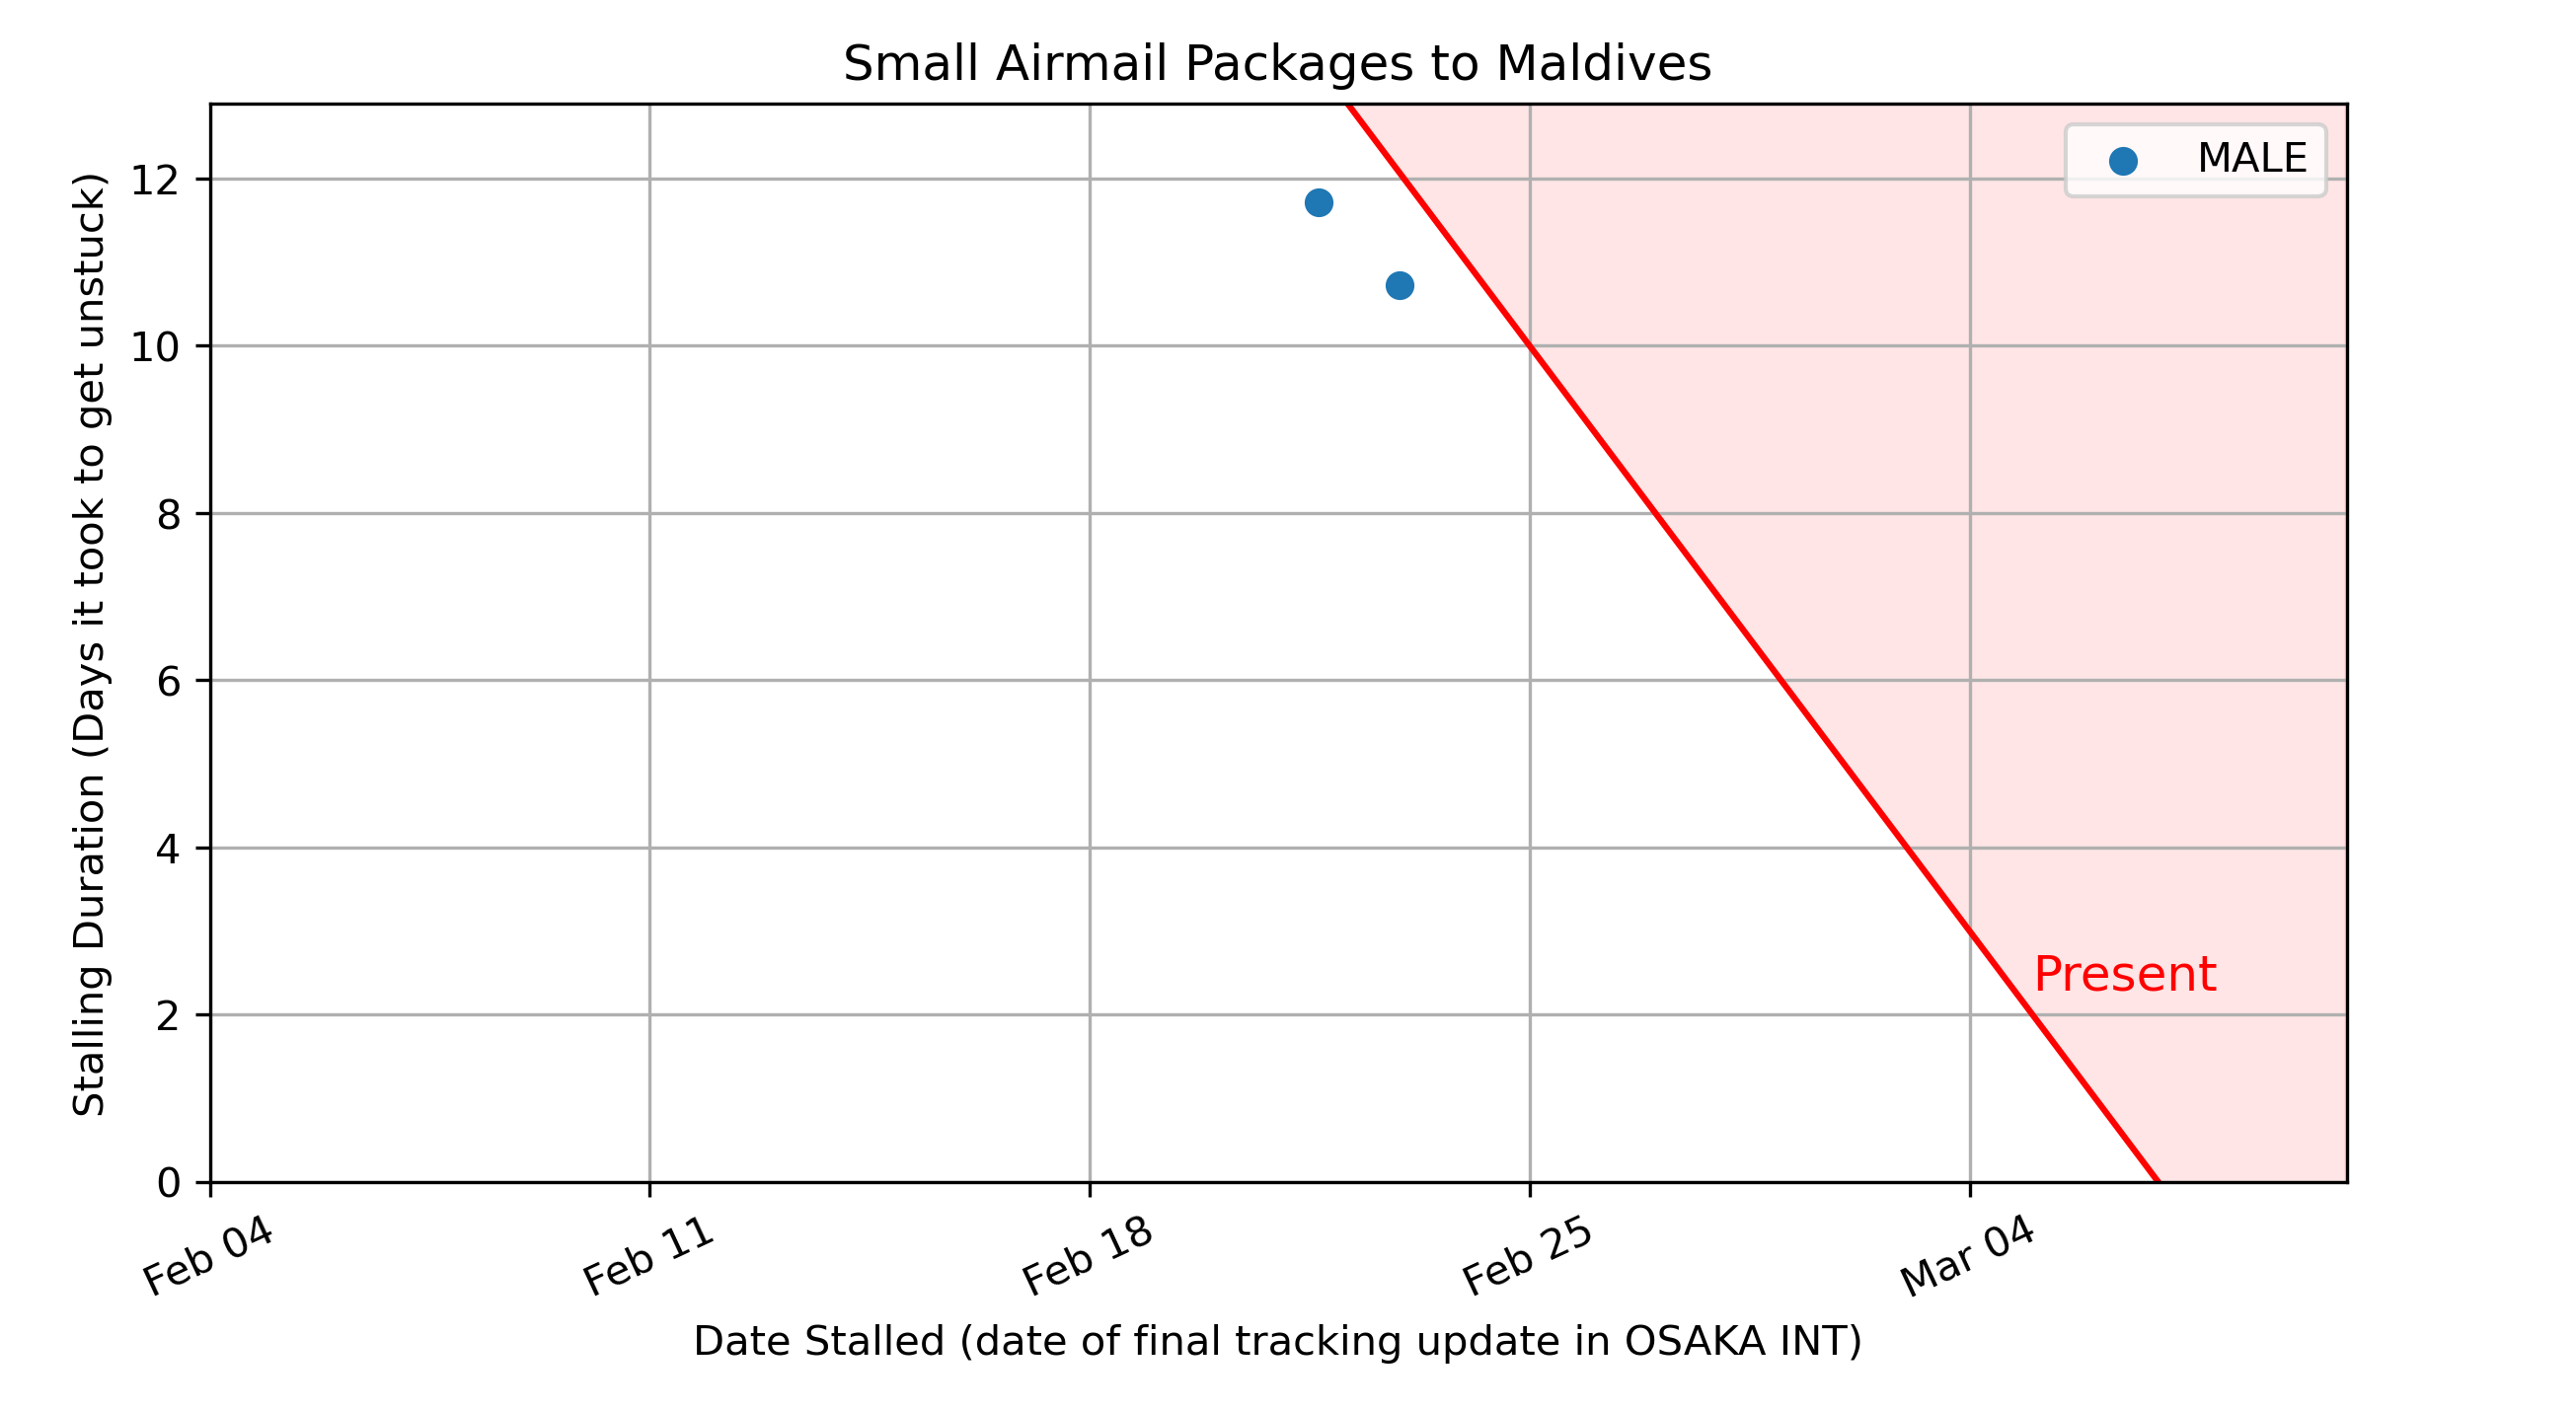 Small Airmail Packages to Maldives
MALE
Stalling Duration (Days it took to get unstuck)
12
10
8
6
4
2
0
Present
Feb 04
Feb 11
Feb 18
Feb 25
Mar 04
Date Stalled (date of final tracking update in OSAKA INT)